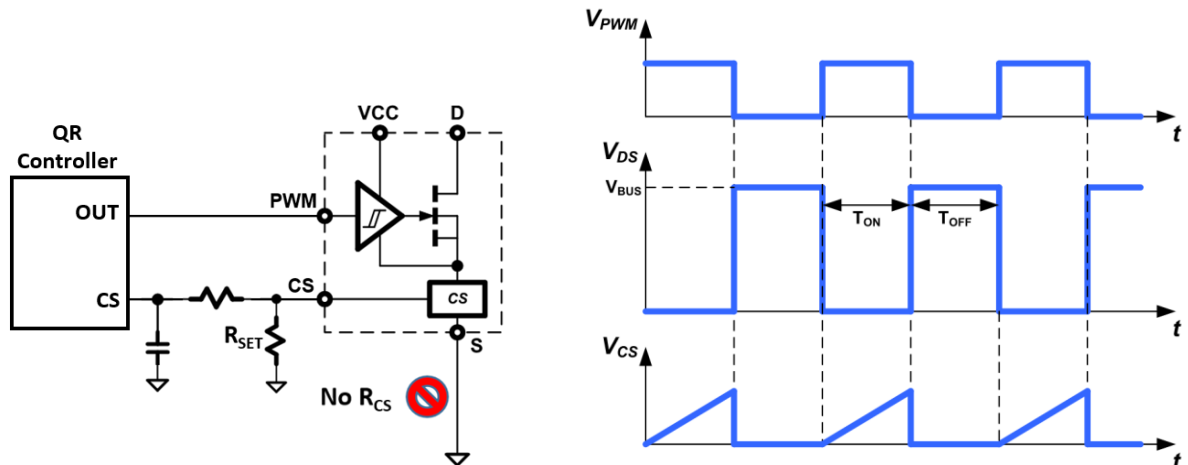 QR
Controller
OUT
CS
PWM
VCC
D
CS
CS
S
RSET
No RCS
VPWM
t
VDS
VBUS
TON
TOFF
t
VCS
t